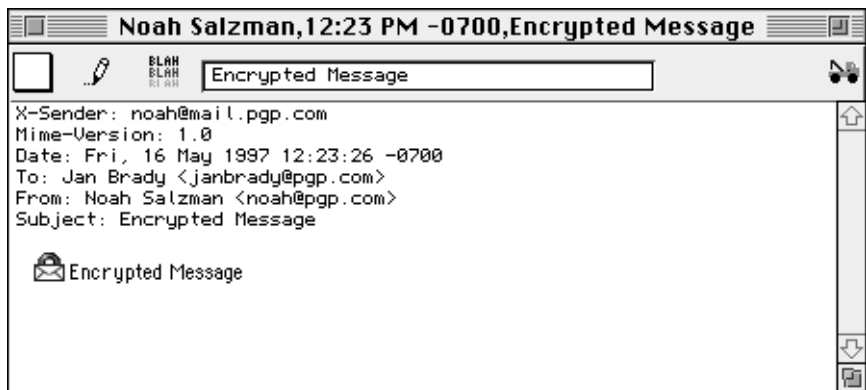 Noah Salzman,12:23 PM -0700,Encrypted Message
BLAH
BLAH
BLAH
Encrypted Message
X-Sender: noah@mail.pgp.com
Mime-Version: 1.0
Date: Fri, 16 May 1997 12:23:26 -0700
To: Jan Brady <janbrady@pgp.com>
From: Noah Salzman <noah@pgp.com>
Subject: Encrypted Message
Encrypted Message